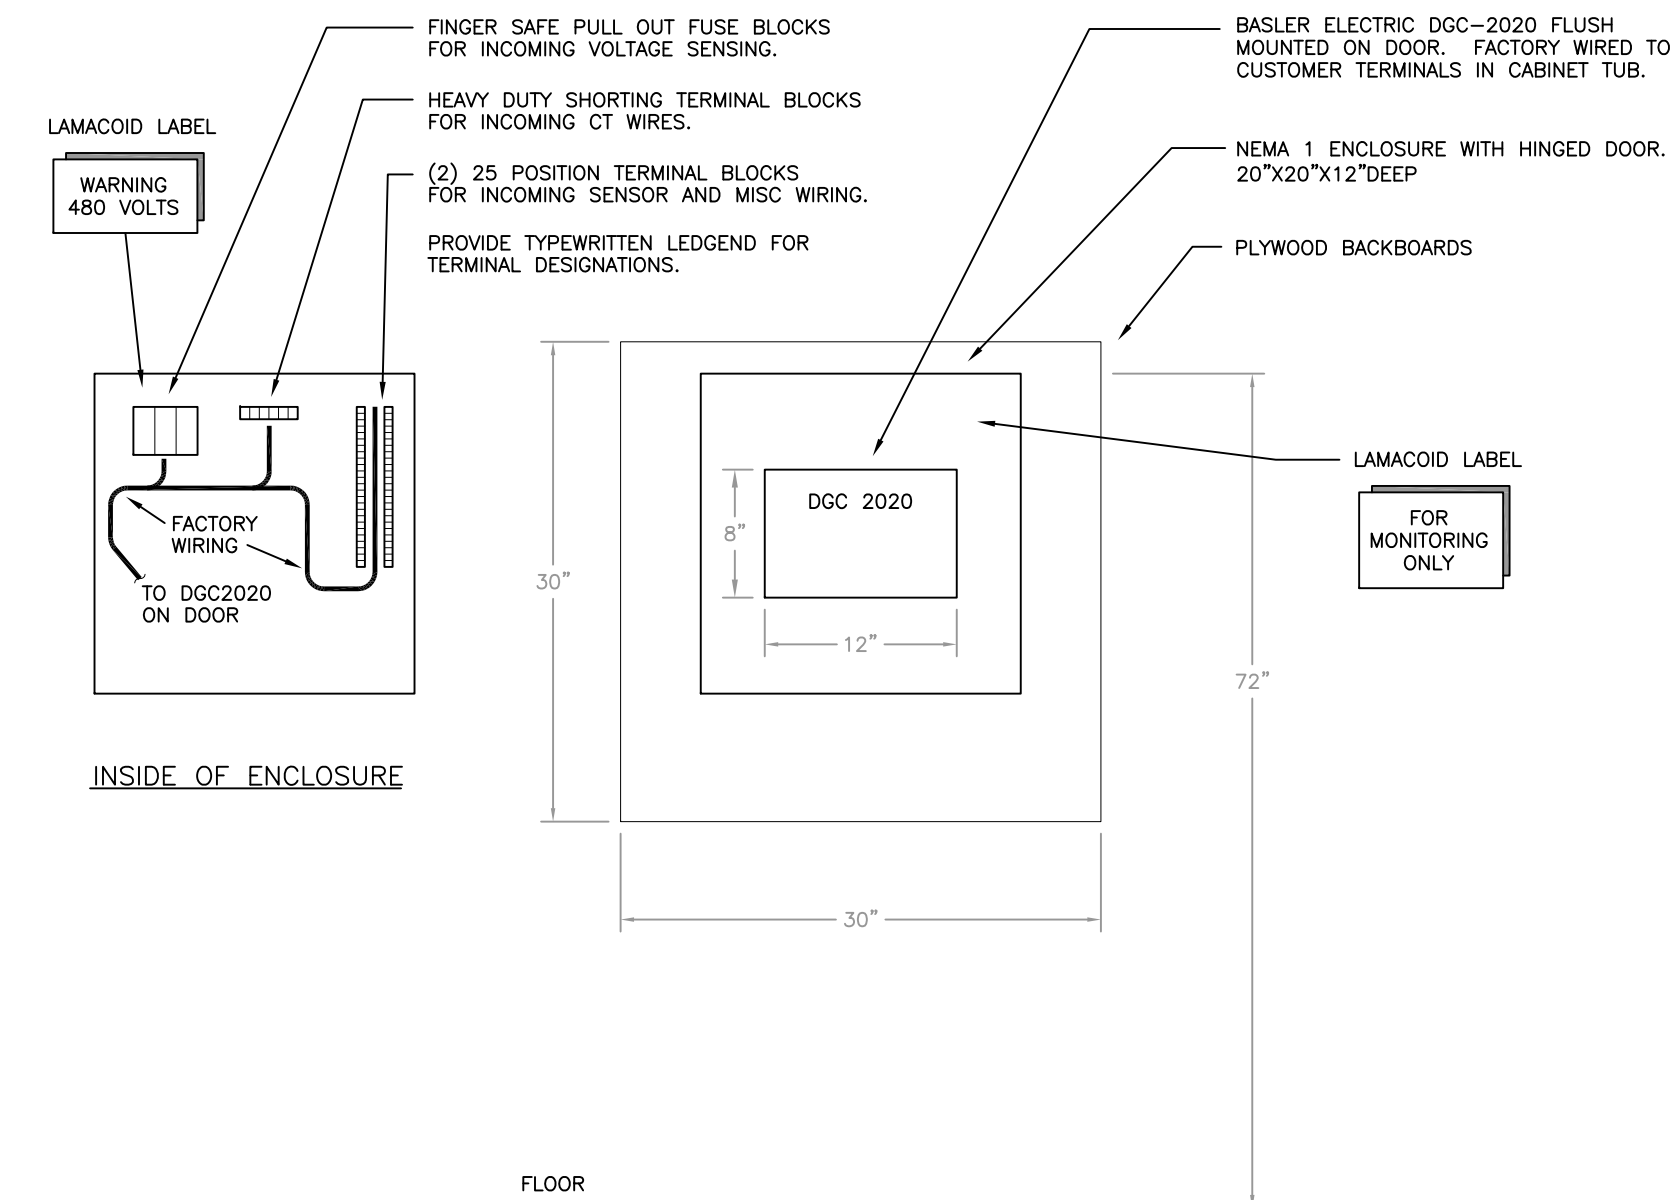 FINGER SAFE PULL OUT FUSE BLOCKS
FOR INCOMING VOLTAGE SENSING.
HEAVY DUTY SHORTING TERMINAL BLOCKS
FOR INCOMING CT WIRES.
LAMACOID LABEL
WARNING
480 VOLTS
(2) 25 POSITION TERMINAL BLOCKS
FOR INCOMING SENSOR AND MISC WIRING.
PROVIDE TYPEWRITTEN LEDGEND FOR
TERMINAL DESIGNATIONS.
FACTORY
WIRING
TO DGC2020
ON DOOR
INSIDE OF ENCLOSURE
BASLER ELECTRIC DGC-2020 FLUSH
MOUNTED ON DOOR. FACTORY WIRED TO
CUSTOMER TERMINALS IN CABINET TUB.
NEMA 1 ENCLOSURE WITH HINGED DOOR.
20"X20"X12"DEEP
PLYWOOD BACKBOARDS
DGC 2020
8"
12"
30"
30"
72"
LAMACOID LABEL
FOR
MONITORING
ONLY
FLOOR